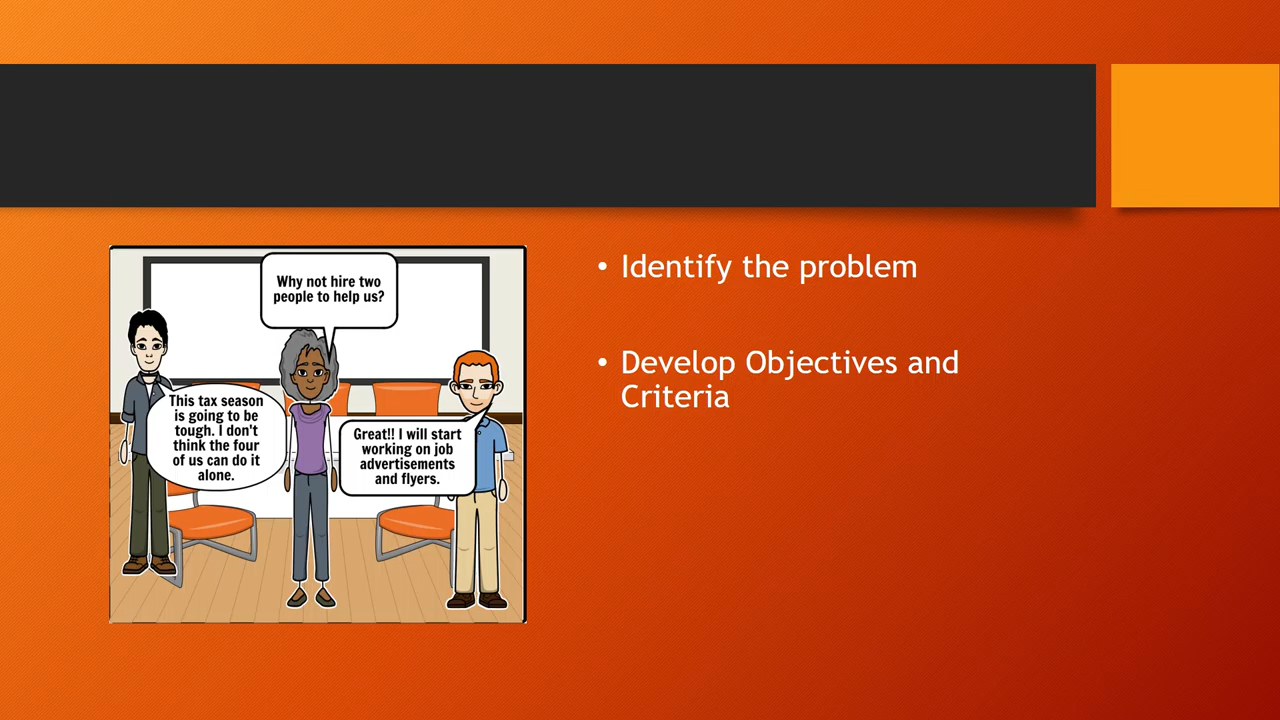 Why not hire two
people to help us?
This tax season
is going to be
tough. I don't
think the four
of us can do it
alone.
Great!! I will start
working on job
advertisements
and flyers.
• Identify the problem
• Develop Objectives and
Criteria